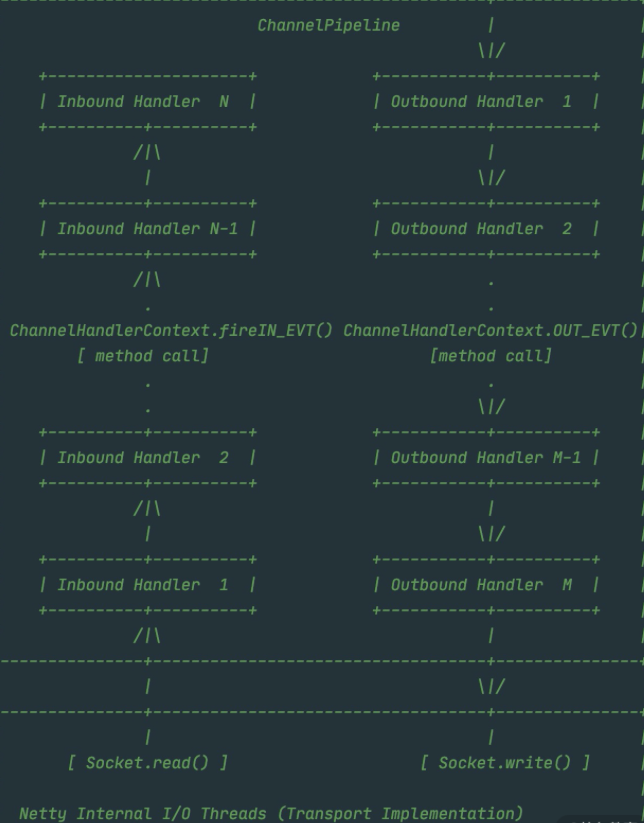 ChannelPipeline |
\|/
+---------------------+ +---------------------+
| Inbound Handler N | | Outbound Handler 1 |
+----------+----------+ +----------+----------+
/|\ |
| \|/
+---------------------+ +----------+----------+
| Inbound Handler N-1 | | Outbound Handler 2 |
+----------+----------+ +---------------------+
/|\ .
. .
ChannelHandlerContext.fireIN_EVT() ChannelHandlerContext.OUT_EVT()
[ method call] [method call]
. .
. \|/
+----------+----------+ +----------+----------+
| Inbound Handler 2 | | Outbound Handler M-1 |
+----------+----------+ +----------+----------+
/|\ |
| \|/
+----------+----------+ +----------+----------+
| Inbound Handler 1 | | Outbound Handler M |
+----------+----------+ +----------+----------+
/|\ |
| \|/
| |
[ Socket.read() ] [ Socket.write() ]
Netty Internal I/O Threads (Transport Implementation)